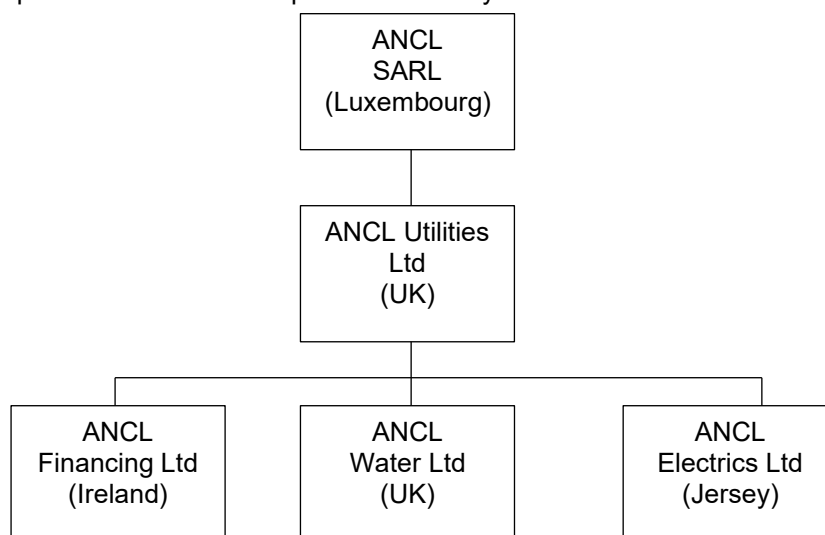 ANCL
SARL
(Luxembourg)
ANCL Utilities
Ltd
(UK)
ANCL
Financing Ltd
(Ireland)
ANCL
Water Ltd
(UK)
ANCL
Electrics Ltd
(Jersey)